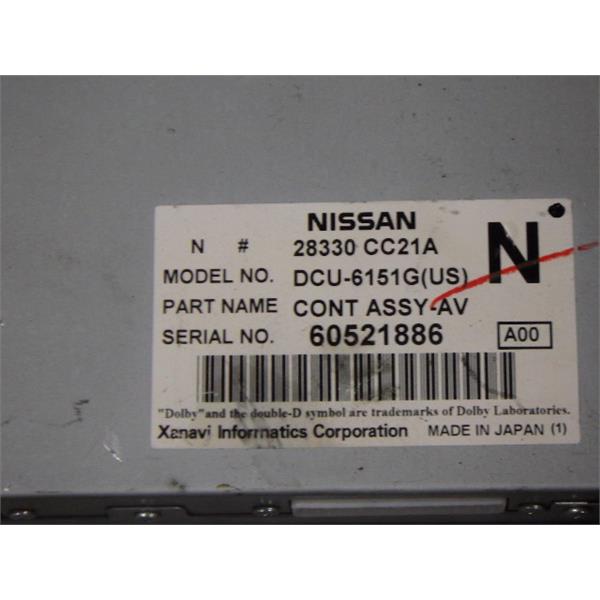 NISSAN
N # 28330 CC21A
N
MODEL NO. DCU-6151G(US)
PART NAME CONT ASSY-AV
SERIAL NO. 60521886 A00
"Dolby"and the double-D symbol are trademarks of Dolby Laboratories.
Xanavi Informatics Corporation MADE IN JAPAN (1)